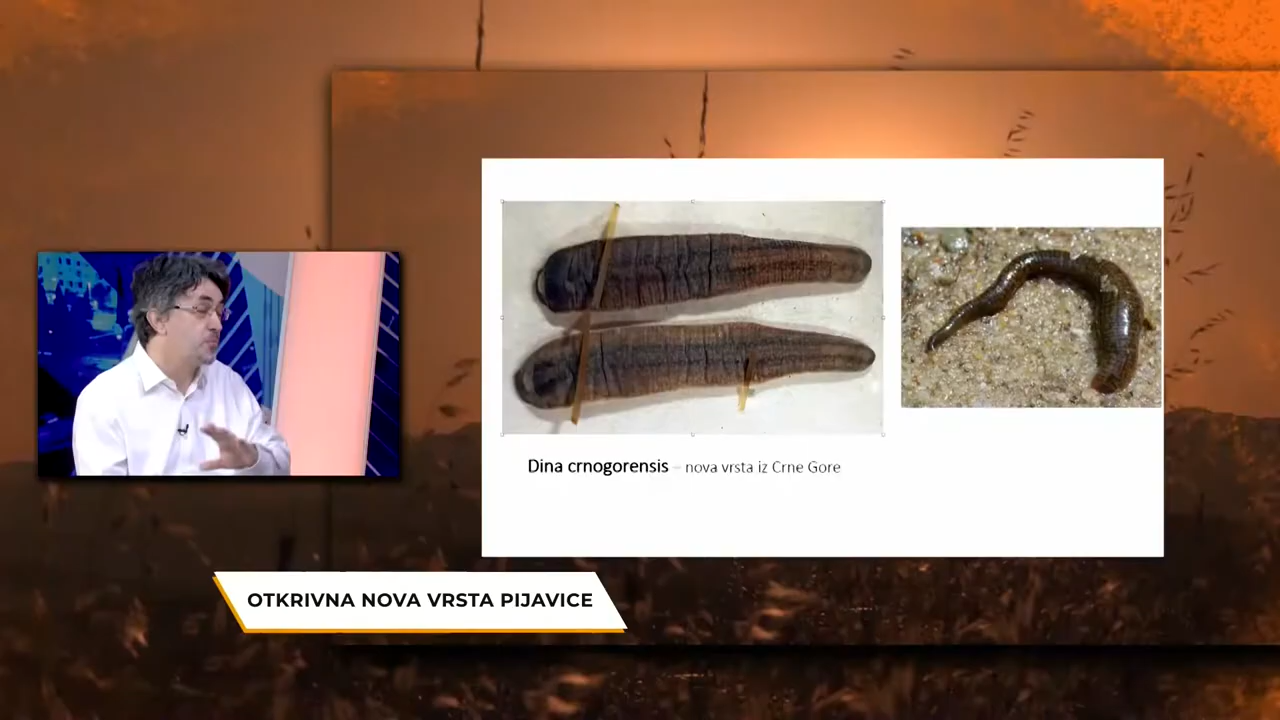 Dina crnogorensis – nova vrsta iz Crne Gore
OTKRIVNA NOVA VRSTA PIJAVICE